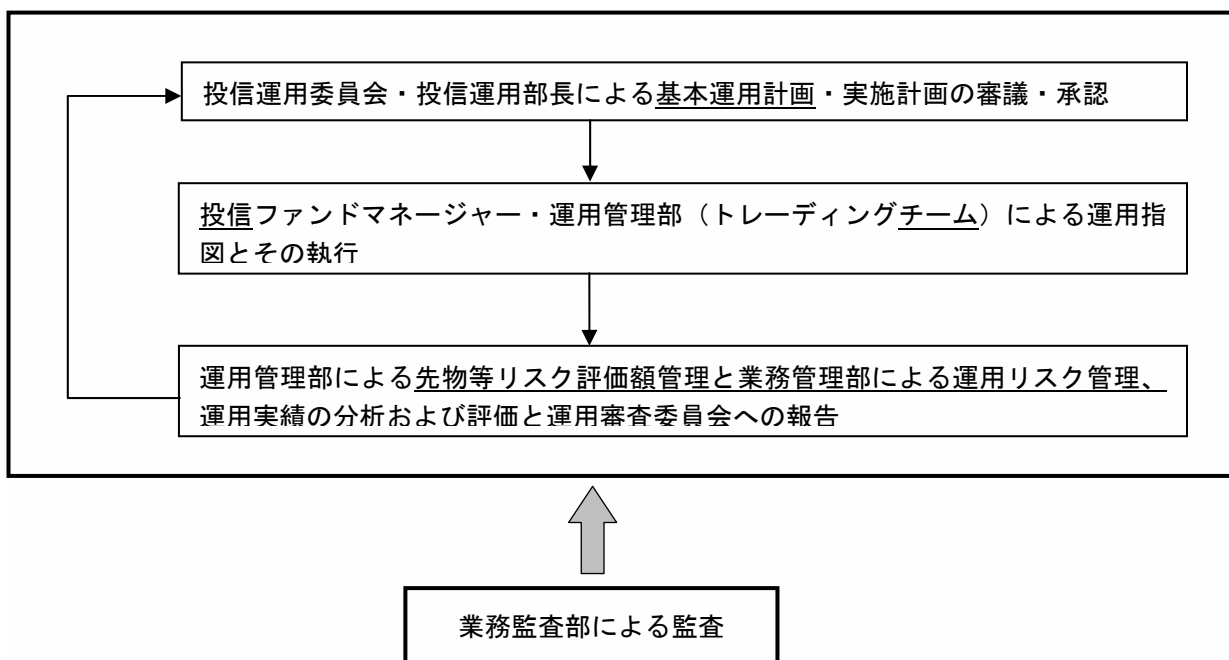 投信運用委員会・投信運用部長による基本運用計画・実施計画の審議・承認
投信ファンドマネージャー・運用管理部（トレーディングチーム）による運用指
図とその執行
運用管理部による先物等リスク評価額管理と業務管理部による運用リスク管理、
運用実績の分析および評価と運用審査委員会への報告
業務監査部による監査